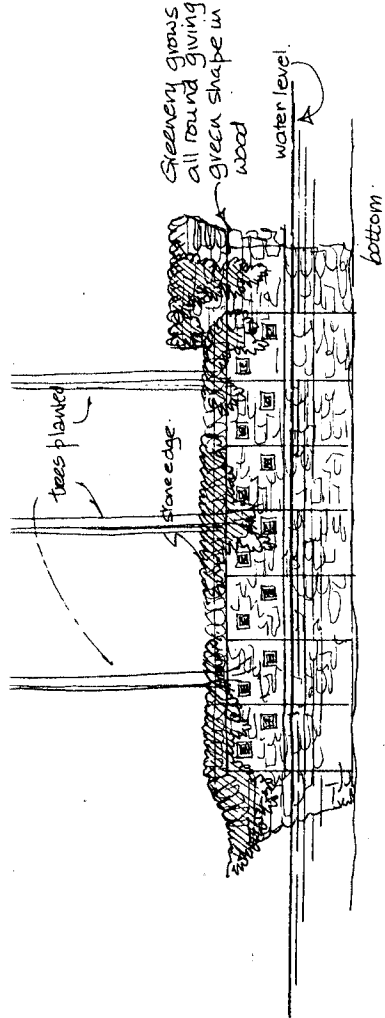 Greenery grows
all round giving
green shape in
wood
water level.
trees planted
stone edge.
bottom.